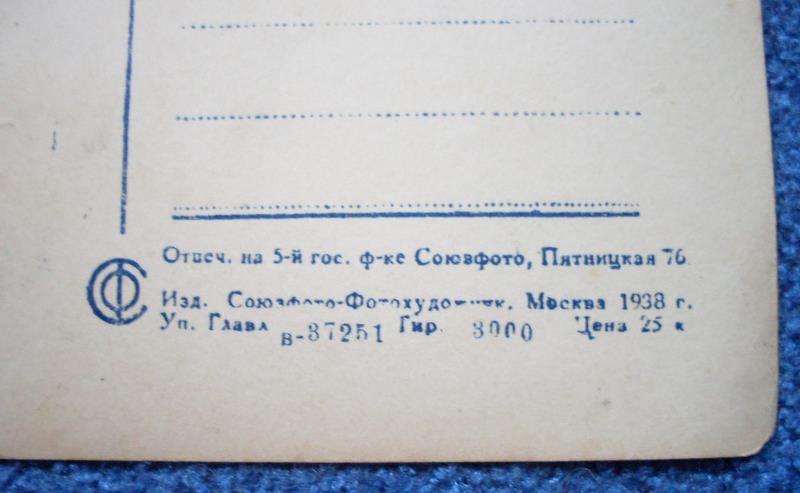 Отпеч. на 5-й гос. ф-ке Союзфото, Пятницкая 76
Изд. Союзфото-Фотохудожник. Москва 1938 г.
Уп. Главл В-37251 Тир. 3000 Цена 25 к
СФ